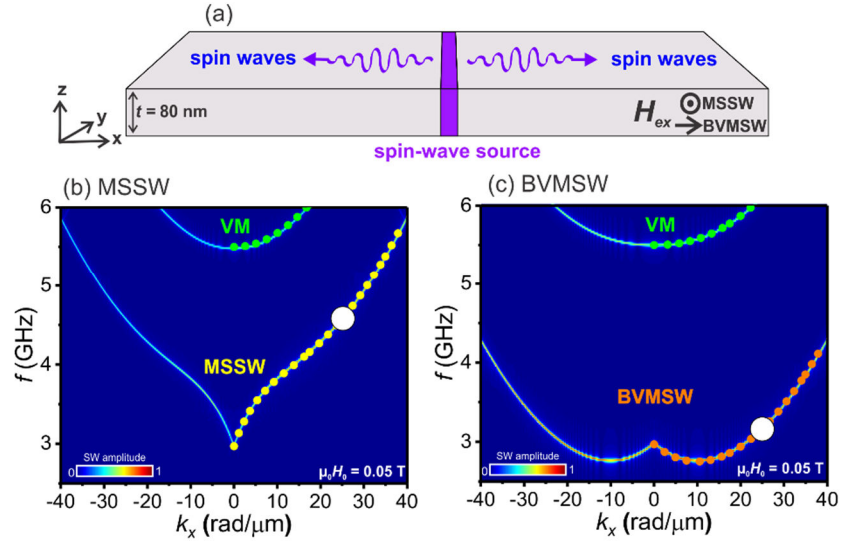 (a)
spin waves
spin waves
z
y
x
t = 80 nm
H_ex
MSSW
BVMSW
spin-wave source
(b) MSSW
6
5
4
3
f (GHz)
VM
MSSW
SW amplitude
0 1
μ₀H₀ = 0.05 T
-40 -30 -20 -10 0 10 20 30 40
kₓ (rad/μm)
(c) BVMSW
6
5
4
3
f (GHz)
VM
BVMSW
SW amplitude
0 1
μ₀H₀ = 0.05 T
-40 -30 -20 -10 0 10 20 30 40
kₓ (rad/μm)